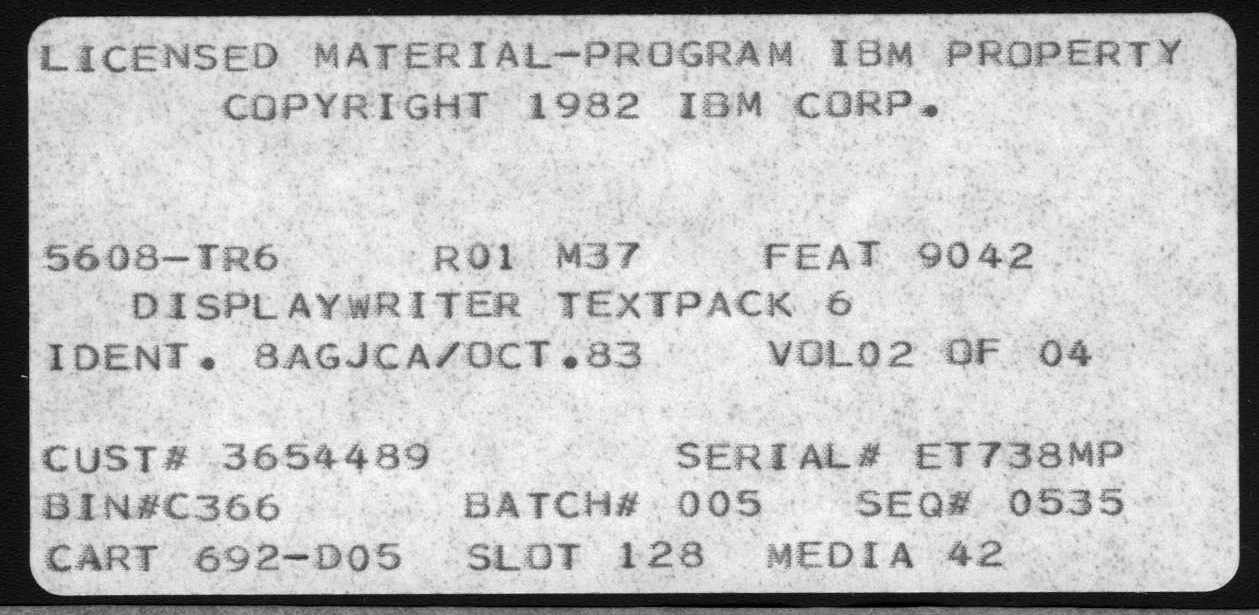 LICENSED MATERIAL-PROGRAM IBM PROPERTY
COPYRIGHT 1982 IBM CORP.
5608-TR6 R01 M37 FEAT 9042
DISPLAYWRITER TEXTPACK 6
IDENT. 8AGJCA/OCT.83 VOL02 OF 04
CUST# 3654489 SERIAL# ET738MP
BIN#C366 BATCH# 005 SEQ# 0535
CART 692-D05 SLOT 128 MEDIA 42